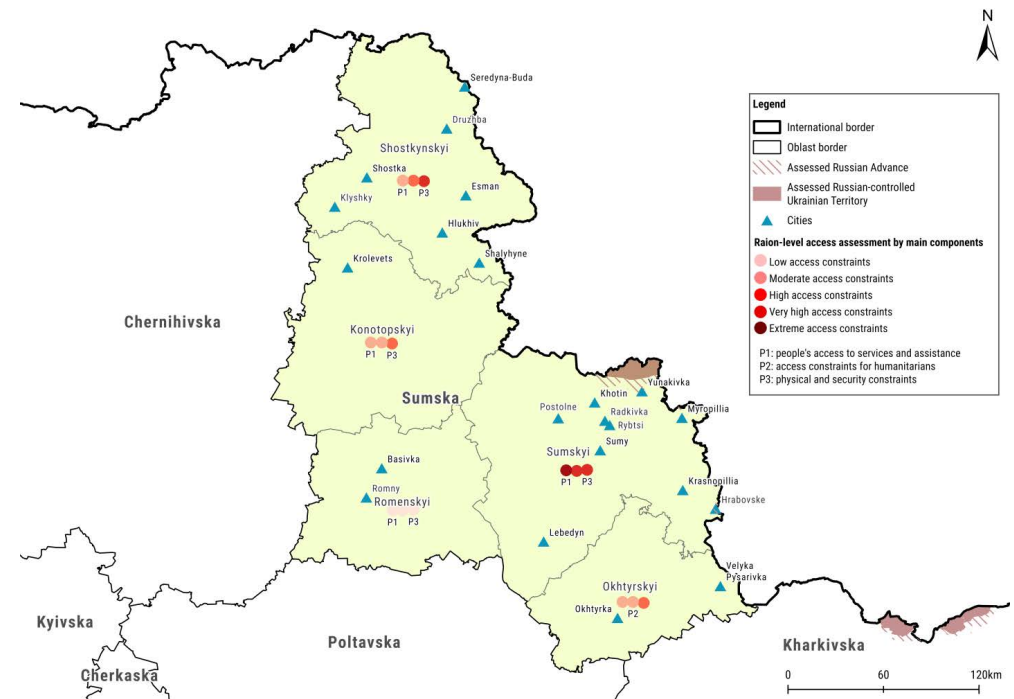 N
Seredyna-Buda
Druzhba
Shostkynskyi
Shostka
P1 P3
Esman
Klyshky
Hlukhiv
Shalyhyne
Krolevets
Chernihivska
Konotopskyi
P1 P3
Sumska
Yunakivka
Khotin
Postolne
Radkivka
Rybtsi
Myropillia
Sumy
Sumskyi
P1 P3
Basivka
Romny
Romenskyi
P1 P3
Krasnopillia
Hrabovske
Lebedyn
Velyka
Pysarivka
Okhtyrskyi
P2
Okhtyrka
Kyivska
Poltavska
Kharkivska
Cherkaska
Legend
International border
Oblast border
Assessed Russian Advance
Assessed Russian-controlled
Ukrainian Territory
Cities
Raion-level access assessment by main components
Low access constraints
Moderate access constraints
High access constraints
Very high access constraints
Extreme access constraints
P1: people's access to services and assistance
P2: access constraints for humanitarians
P3: physical and security constraints
0 60 120km